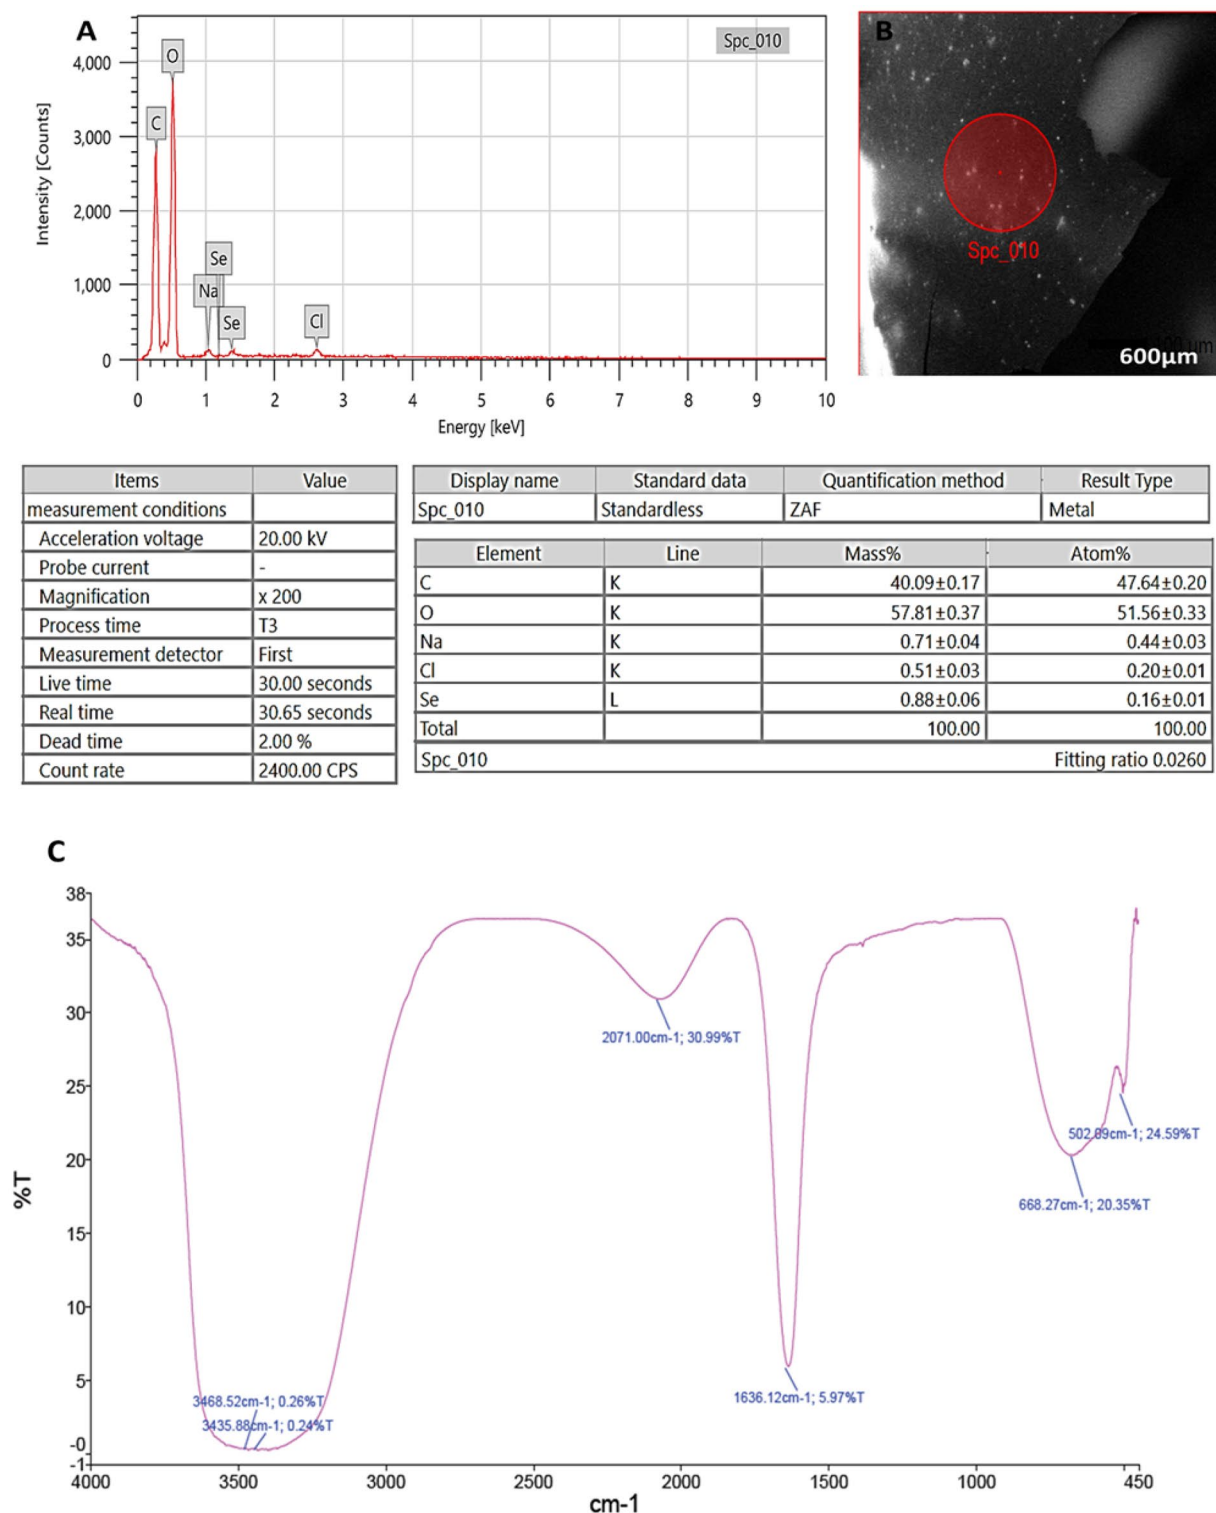 A
Spc_010
4,000
3,000
2,000
1,000
0
Intensity [Counts]
C
O
Na
Se
Se
Cl
0 1 2 3 4 5 6 7 8 9 10
Energy [keV]
B
Spc_010
600µm
Items Value
measurement conditions
Acceleration voltage 20.00 kV
Probe current -
Magnification x 200
Process time T3
Measurement detector First
Live time 30.00 seconds
Real time 30.65 seconds
Dead time 2.00 %
Count rate 2400.00 CPS
Display name Standard data Quantification method Result Type
Spc_010 Standardless ZAF Metal
Element Line Mass% Atom%
C K 40.09±0.17 47.64±0.20
O K 57.81±0.37 51.56±0.33
Na K 0.71±0.04 0.44±0.03
Cl K 0.51±0.03 0.20±0.01
Se L 0.88±0.06 0.16±0.01
Total 100.00 100.00
Spc_010 Fitting ratio 0.0260
C
38
35
30
25
20
15
10
5
-0
-1
%T
2071.00cm-1; 30.99%T
502.09cm-1; 24.59%T
668.27cm-1; 20.35%T
1636.12cm-1; 5.97%T
3468.52cm-1; 0.26%T
3435.88cm-1; 0.24%T
4000 3500 3000 2500 2000 1500 1000 450
cm-1